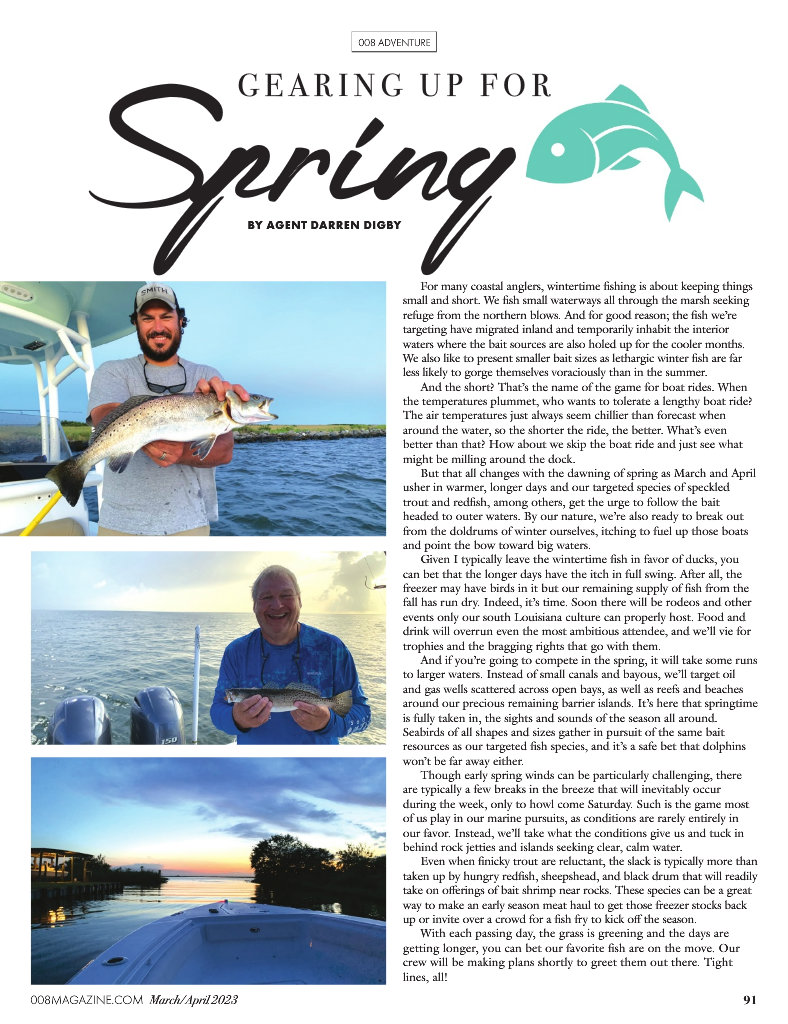 008 ADVENTURE
GEARING UP FOR
Spring
BY AGENT DARREN DIGBY
SMITH
150
For many coastal anglers, wintertime fishing is about keeping things
small and short. We fish small waterways all through the marsh seeking
refuge from the northern blows. And for good reason; the fish we're
targeting have migrated inland and temporarily inhabit the interior
waters where the bait sources are also holed up for the cooler months.
We also like to present smaller bait sizes as lethargic winter fish are far
less likely to gorge themselves voraciously than in the summer.
And the short? That's the name of the game for boat rides. When
the temperatures plummet, who wants to tolerate a lengthy boat ride?
The air temperatures just always seem chillier than forecast when
around the water, so the shorter the ride, the better. What's even
better than that? How about we skip the boat ride and just see what
might be milling around the dock.
But that all changes with the dawning of spring as March and April
usher in warmer, longer days and our targeted species of speckled
trout and redfish, among others, get the urge to follow the bait
headed to outer waters. By our nature, we're also ready to break out
from the doldrums of winter ourselves, itching to fuel up those boats
and point the bow toward big waters.
Given I typically leave the wintertime fish in favor of ducks, you
can bet that the longer days have the itch in full swing. After all, the
freezer may have birds in it but our remaining supply of fish from the
fall has run dry. Indeed, it's time. Soon there will be rodeos and other
events only our south Louisiana culture can properly host. Food and
drink will overrun even the most ambitious attendee, and we'll vie for
trophies and the bragging rights that go with them.
And if you're going to compete in the spring, it will take some runs
to larger waters. Instead of small canals and bayous, we'll target oil
and gas wells scattered across open bays, as well as reefs and beaches
around our precious remaining barrier islands. It's here that springtime
is fully taken in, the sights and sounds of the season all around.
Seabirds of all shapes and sizes gather in pursuit of the same bait
resources as our targeted fish species, and it's a safe bet that dolphins
won't be far away either.
Though early spring winds can be particularly challenging, there
are typically a few breaks in the breeze that will inevitably occur
during the week, only to howl come Saturday. Such is the game most
of us play in our marine pursuits, as conditions are rarely entirely in
our favor. Instead, we'll take what the conditions give us and tuck in
behind rock jetties and islands seeking clear, calm water.
Even when finicky trout are reluctant, the slack is typically more than
taken up by hungry redfish, sheepshead, and black drum that will readily
take on offerings of bait shrimp near rocks. These species can be a great
way to make an early season meat haul to get those freezer stocks back
up or invite over a crowd for a fish fry to kick off the season.
With each passing day, the grass is greening and the days are
getting longer, you can bet our favorite fish are on the move. Our
crew will be making plans shortly to greet them out there. Tight
lines, all!
008MAGAZINE.COM March/April 2023
91